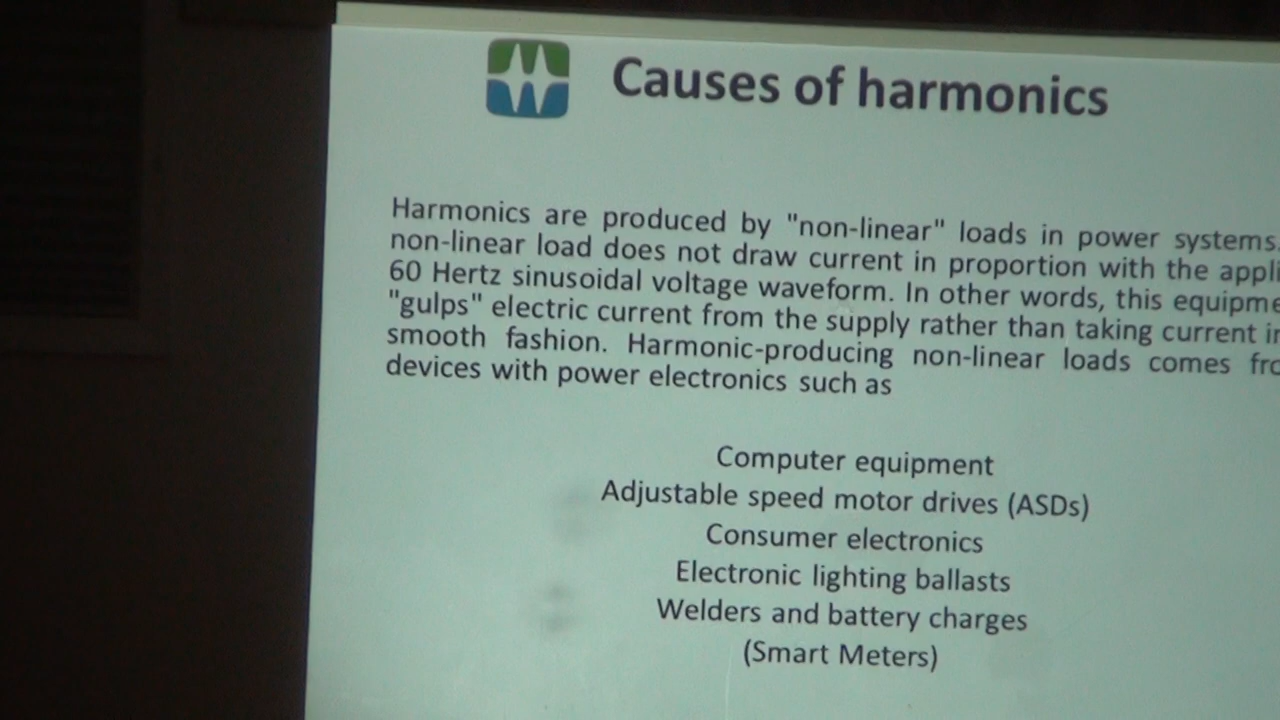 Causes of harmonics
Harmonics are produced by "non-linear" loads in power systems.
non-linear load does not draw current in proportion with the appli
60 Hertz sinusoidal voltage waveform. In other words, this equipme
"gulps" electric current from the supply rather than taking current in
smooth fashion. Harmonic-producing non-linear loads comes fro
devices with power electronics such as
Computer equipment
Adjustable speed motor drives (ASDs)
Consumer electronics
Electronic lighting ballasts
Welders and battery charges
(Smart Meters)